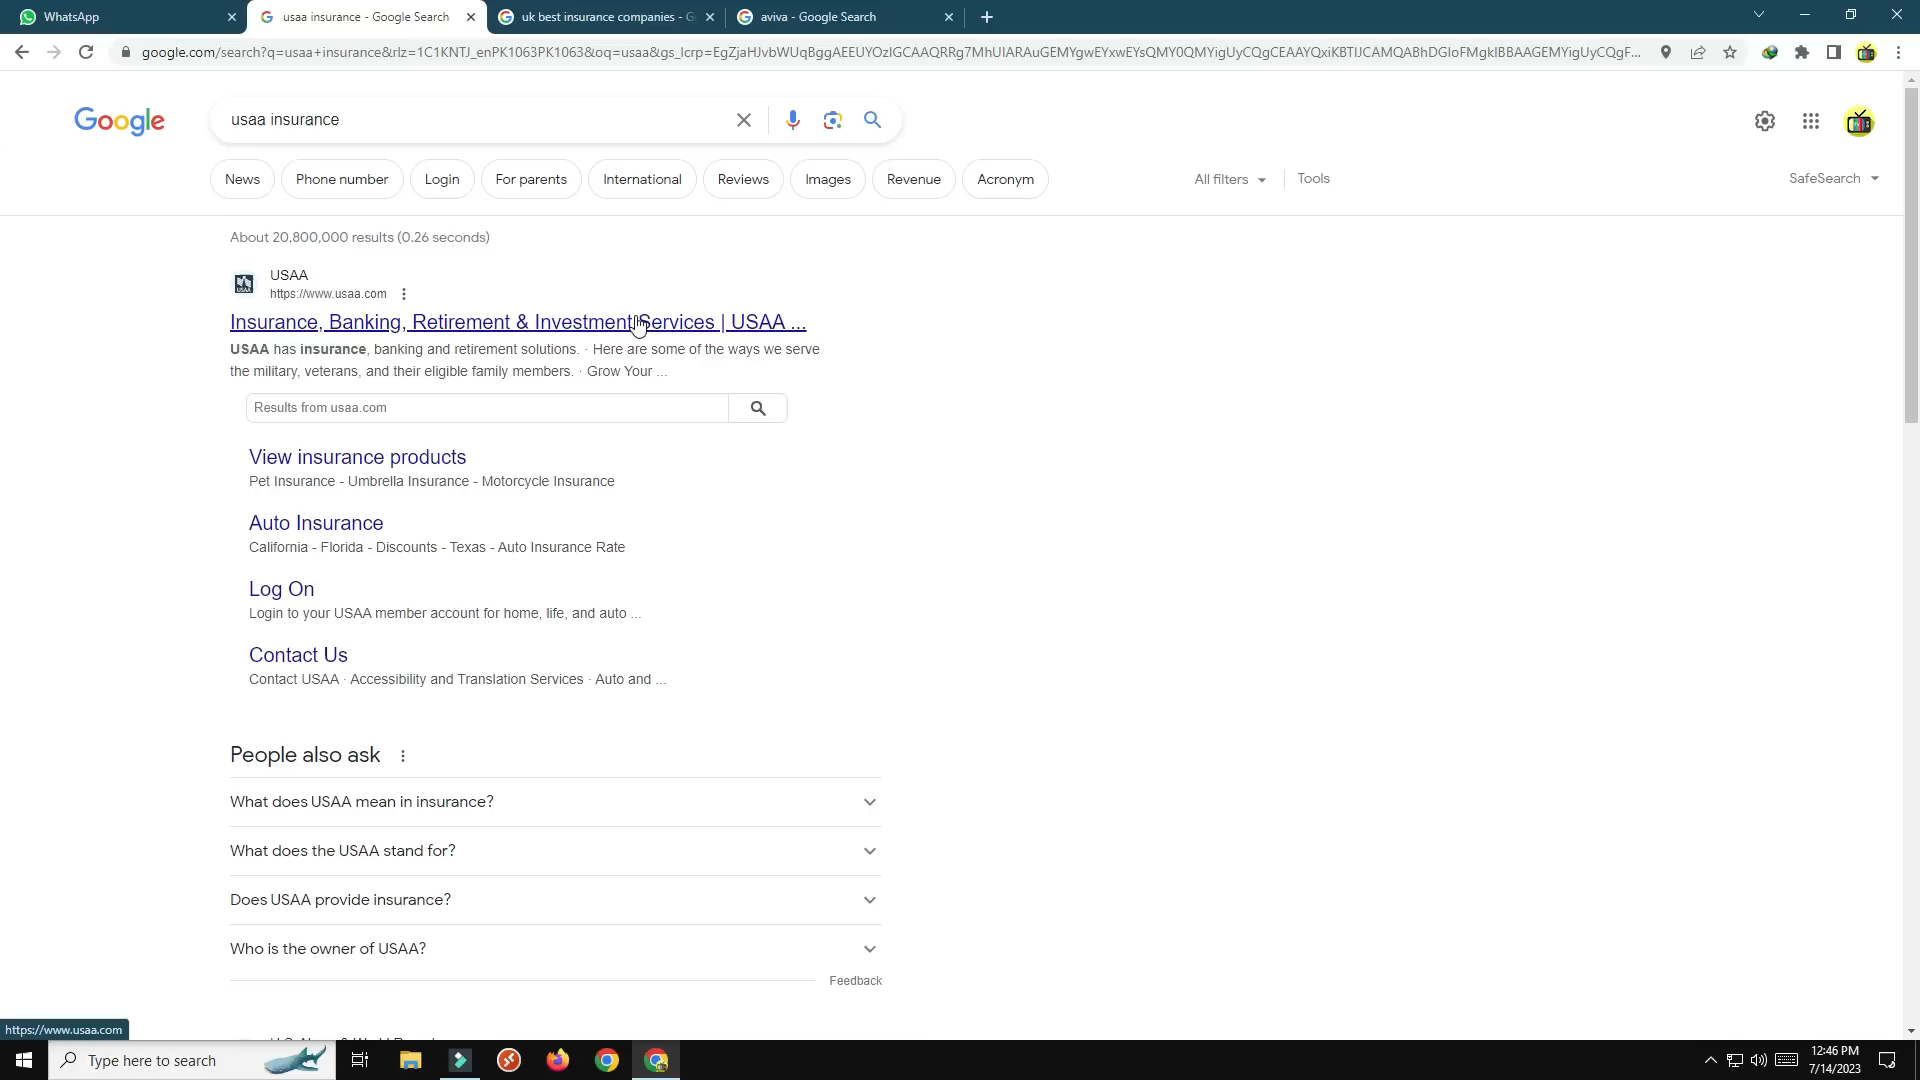 WhatsApp
usaa insurance - Google Search
uk best insurance companies - G
aviva - Google Search
google.com/search?q=usaa+insurance&rlz=1C1KNTJ_enPK1063PK1063&oq=usaa&gs_lcrp=EgZjaHJvbWUqBggAEEUYOzIGCAAQRRg7MhUIARAuGEMYgwEYxwEYsQMY0QMYigUyCQgCEAAYQxiKBTIJCAMQABhDGIoFMgkIBBAAGEMYigUyCQgF...
Google
usaa insurance
News
Phone number
Login
For parents
International
Reviews
Images
Revenue
Acronym
All filters
Tools
SafeSearch
About 20,800,000 results (0.26 seconds)
USAA
https://www.usaa.com
Insurance, Banking, Retirement & Investment Services | USAA ...
USAA has insurance, banking and retirement solutions. · Here are some of the ways we serve
the military, veterans, and their eligible family members. · Grow Your ...
Results from usaa.com
View insurance products
Pet Insurance - Umbrella Insurance - Motorcycle Insurance
Auto Insurance
California - Florida - Discounts - Texas - Auto Insurance Rate
Log On
Login to your USAA member account for home, life, and auto ...
Contact Us
Contact USAA · Accessibility and Translation Services · Auto and ...
People also ask
What does USAA mean in insurance?
What does the USAA stand for?
Does USAA provide insurance?
Who is the owner of USAA?
Feedback
https://www.usaa.com
Type here to search
12:46 PM
7/14/2023